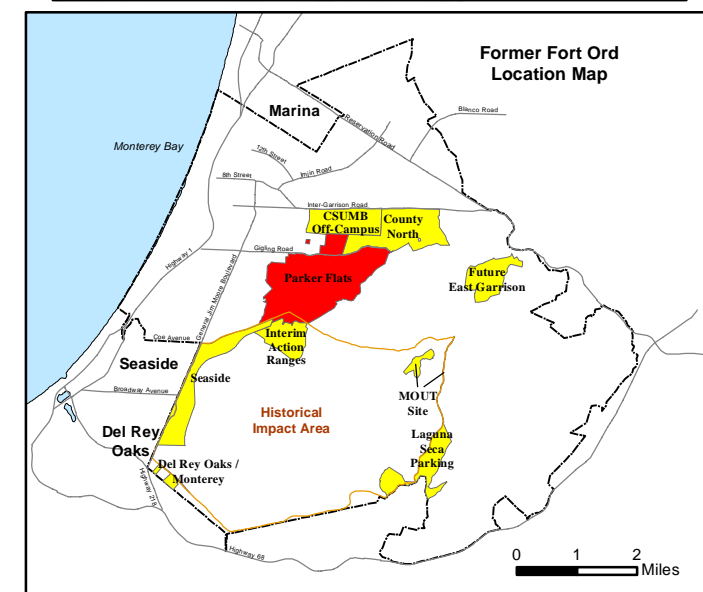 Former Fort Ord
Location Map
Marina
Blanco Road
Reservation Road
Monterey Bay
12th Street
Imjin Road
8th Street
Inter-Garrison Road
CSUMB
Off-Campus
County
North
Gigling Road
Highway 1
General Jim Moore Boulevard
Parker Flats
Future
East Garrison
Coe Avenue
Interim
Action
Ranges
Seaside
Seaside
Broadway Avenue
MOUT
Site
Historical
Impact Area
Del Rey
Oaks
Laguna
Seca
Parking
Del Rey Oaks /
Monterey
Highway 218
Highway 68
0 1 2
Miles